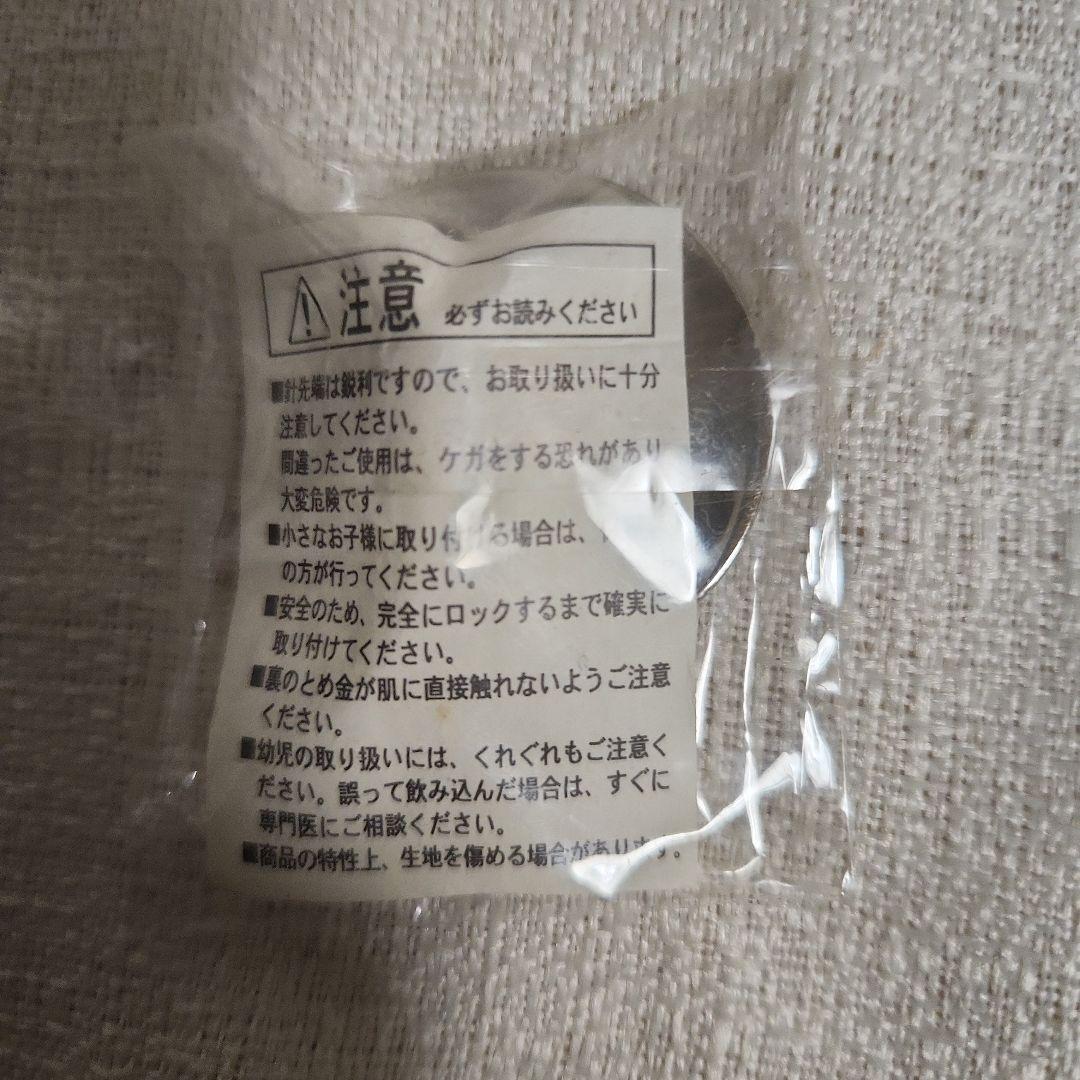 注意 必ずお読みください
■針先端は鋭利ですので、お取り扱いに十分
注意してください。
間違ったご使用は、ケガをする恐れがあり
大変危険です。
■小さなお子様に取り付ける場合は、
の方が行ってください。
■安全のため、完全にロックするまで確実に
取り付けてください。
■裏のとめ金が肌に直接触れないようご注意
ください。
■幼児の取り扱いには、くれぐれもご注意く
ださい。誤って飲み込んだ場合は、すぐに
専門医にご相談ください。
■商品の特性上、生地を傷める場合があります。